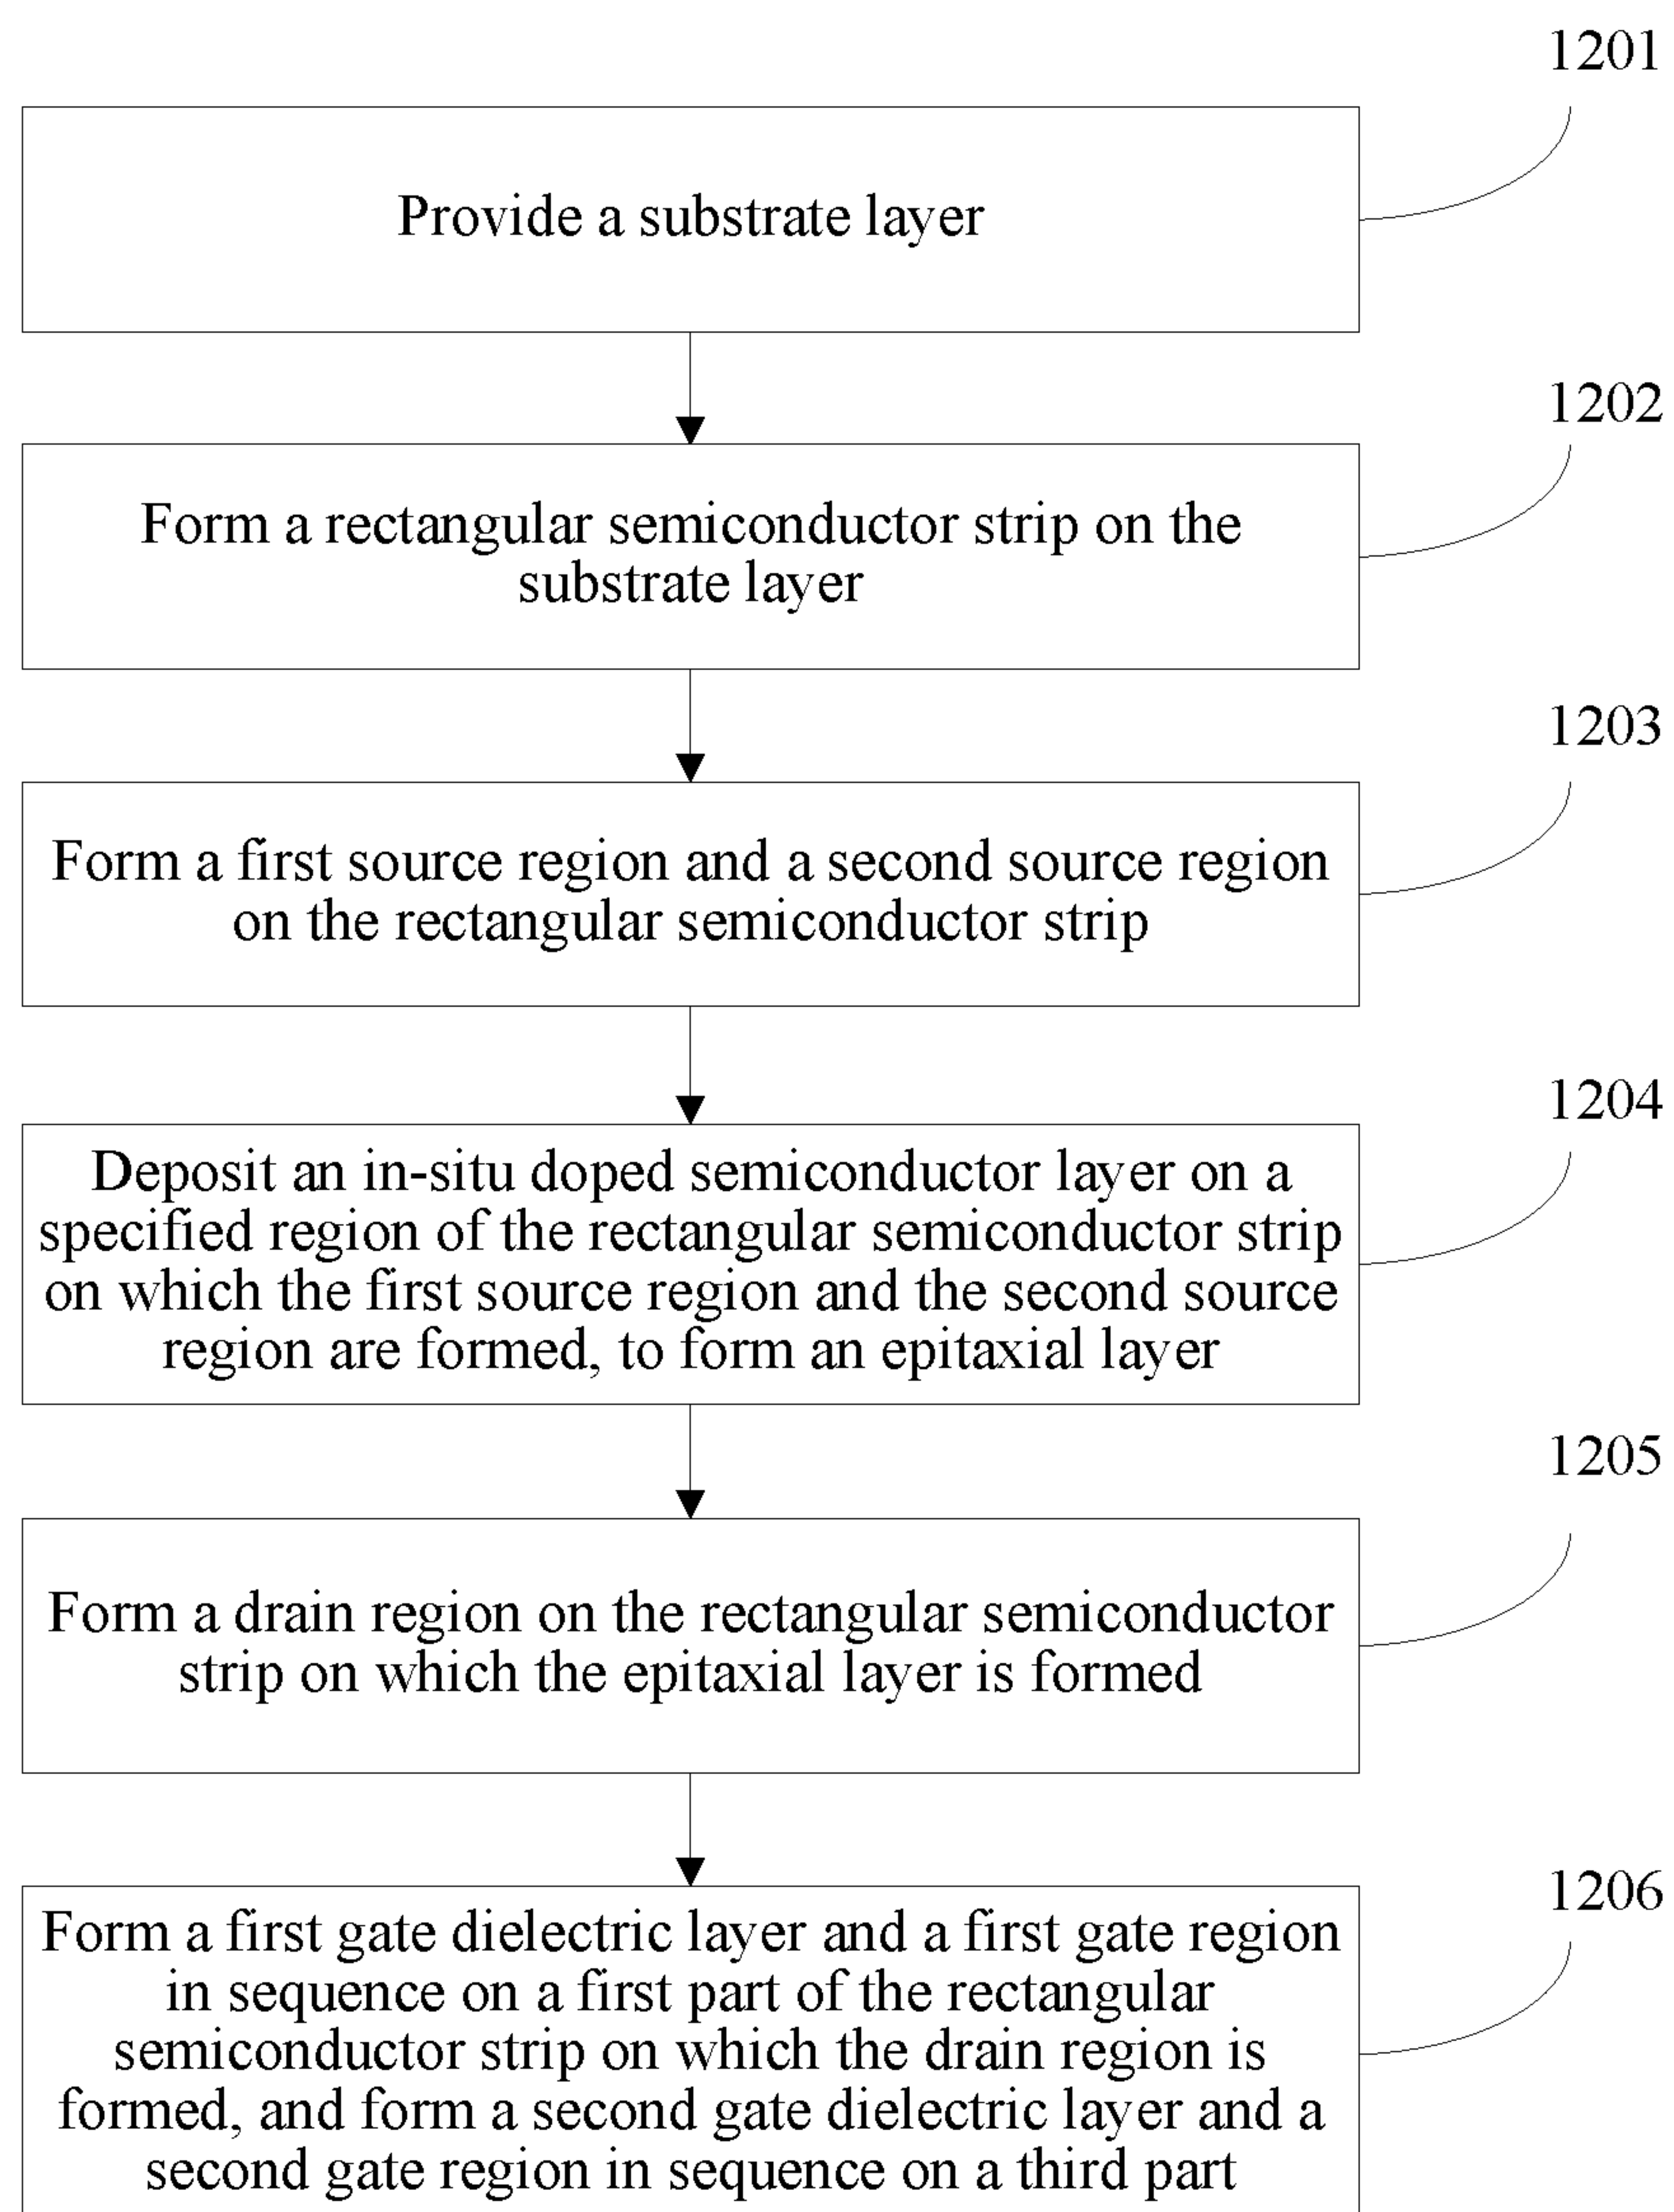 1201
Provide a substrate layer
1202
Form a rectangular semiconductor strip on the
substrate layer
1203
Form a first source region and a second source region
on the rectangular semiconductor strip
1204
Deposit an in-situ doped semiconductor layer on a
specified region of the rectangular semiconductor strip
on which the first source region and the second source
region are formed, to form an epitaxial layer
1205
Form a drain region on the rectangular semiconductor
strip on which the epitaxial layer is formed
1206
Form a first gate dielectric layer and a first gate region
in sequence on a first part of the rectangular
semiconductor strip on which the drain region is
formed, and form a second gate dielectric layer and a
second gate region in sequence on a third part